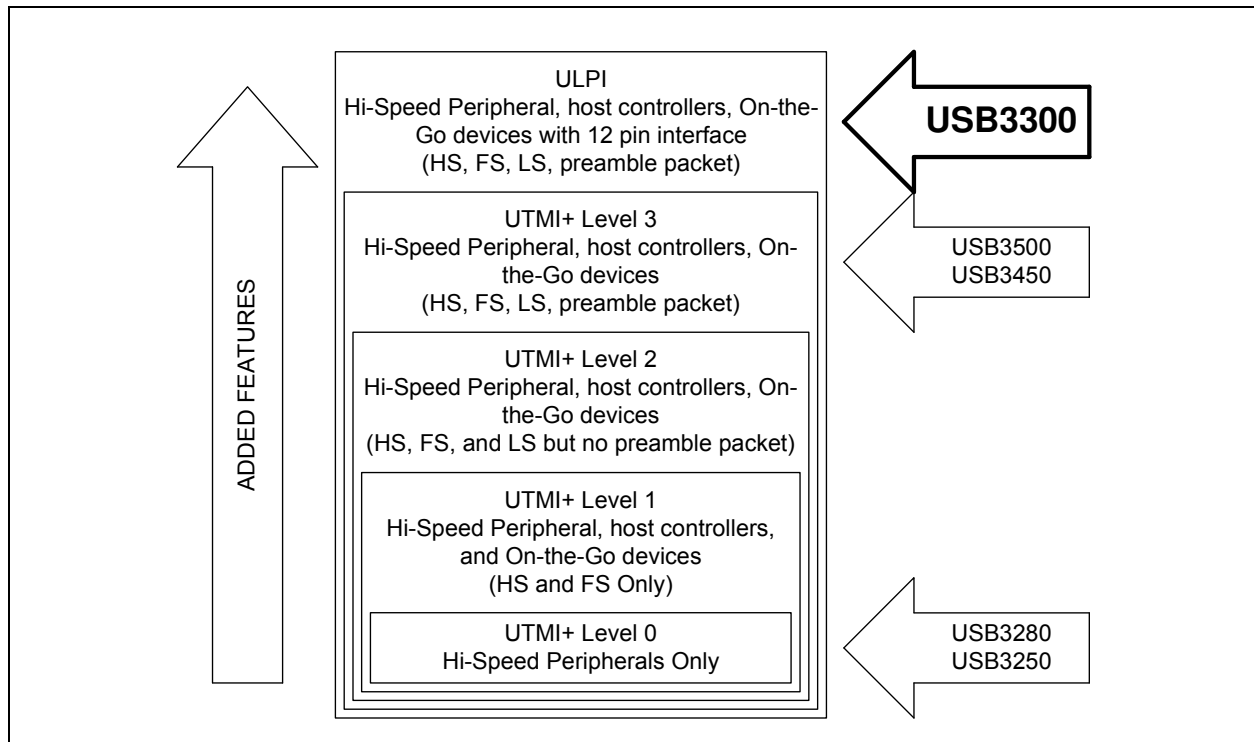 ADDED FEATURES
ULPI
Hi-Speed Peripheral, host controllers, On-the-
Go devices with 12 pin interface
(HS, FS, LS, preamble packet)
USB3300
UTMI+ Level 3
Hi-Speed Peripheral, host controllers, On-
the-Go devices
(HS, FS, LS, preamble packet)
USB3500
USB3450
UTMI+ Level 2
Hi-Speed Peripheral, host controllers, On-
the-Go devices
(HS, FS, and LS but no preamble packet)
UTMI+ Level 1
Hi-Speed Peripheral, host controllers,
and On-the-Go devices
(HS and FS Only)
UTMI+ Level 0
Hi-Speed Peripherals Only
USB3280
USB3250